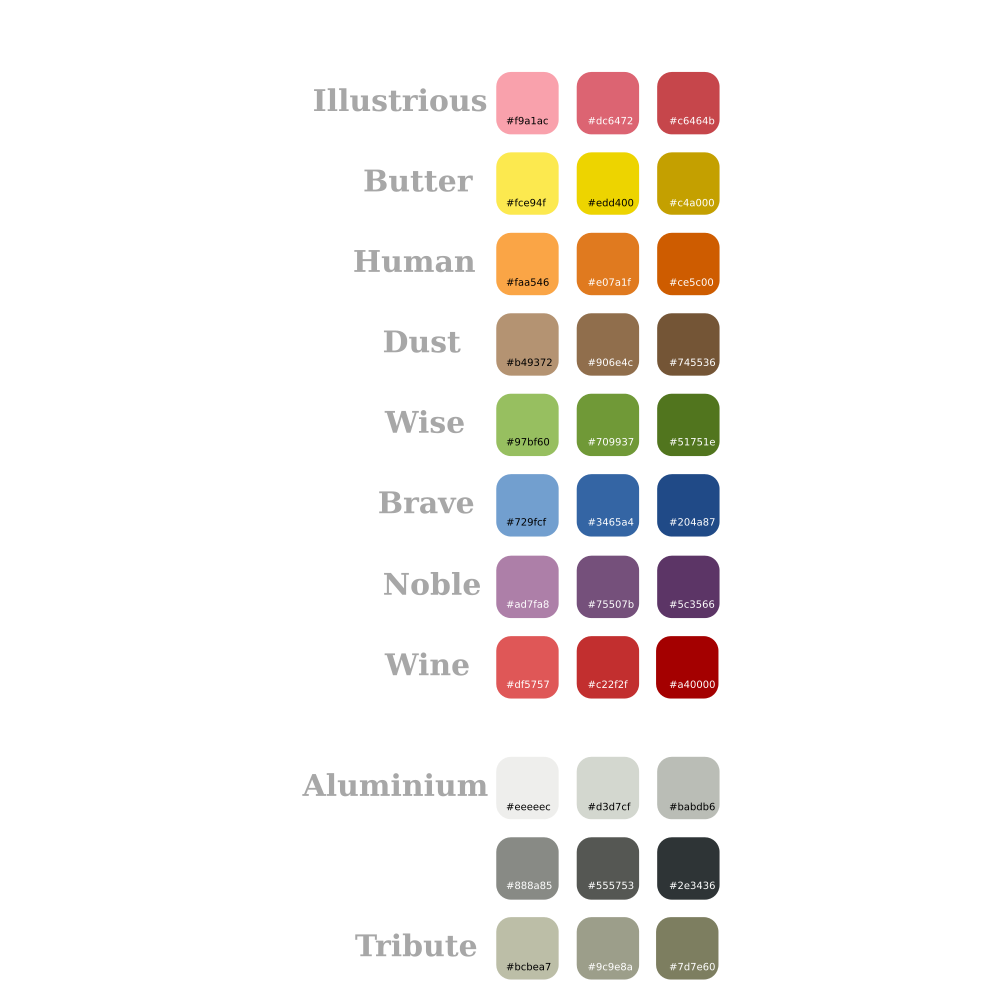 Illustrious #f9a1ac #dc6472 #c6464b
Butter #fce94f #edd400 #c4a000
Human #faa546 #e07a1f #ce5c00
Dust #b49372 #906e4c #745536
Wise #97bf60 #709937 #51751e
Brave #729fcf #3465a4 #204a87
Noble #ad7fa8 #75507b #5c3566
Wine #df5757 #c22f2f #a40000
Aluminium #eeeeec #d3d7cf #babdb6
#888a85 #555753 #2e3436
Tribute #bcbea7 #9c9e8a #7d7e60